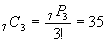 ₇C₃ = ₇P₃/3! = 35